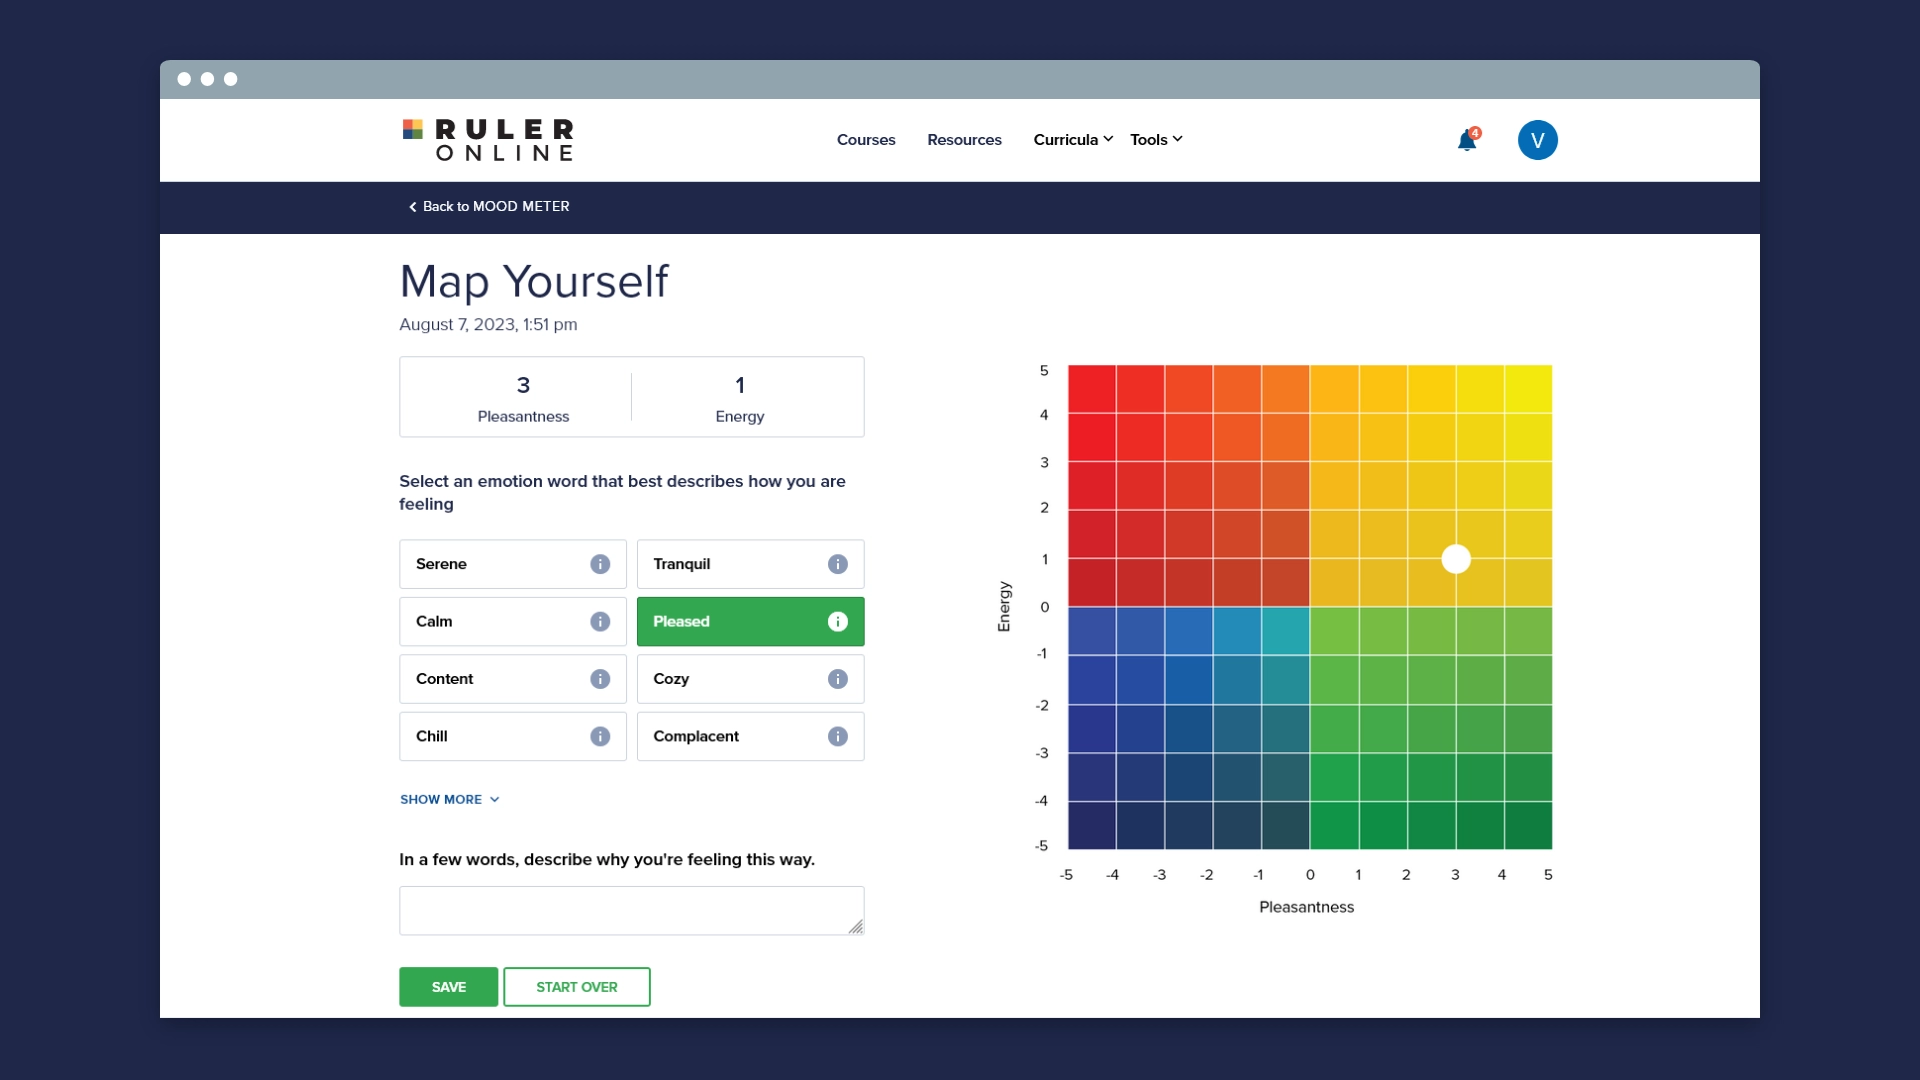 RULER
ONLINE
Courses
Resources
Curricula
Tools
4
V
Back to MOOD METER
Map Yourself
August 7, 2023, 1:51 pm
3
Pleasantness
1
Energy
Select an emotion word that best describes how you are
feeling
Serene
i
Tranquil
i
Calm
i
Pleased
i
Content
i
Cozy
i
Chill
i
Complacent
i
SHOW MORE
In a few words, describe why you're feeling this way.
SAVE
START OVER
Energy
5
4
3
2
1
0
-1
-2
-3
-4
-5
-5 -4 -3 -2 -1 0 1 2 3 4 5
Pleasantness